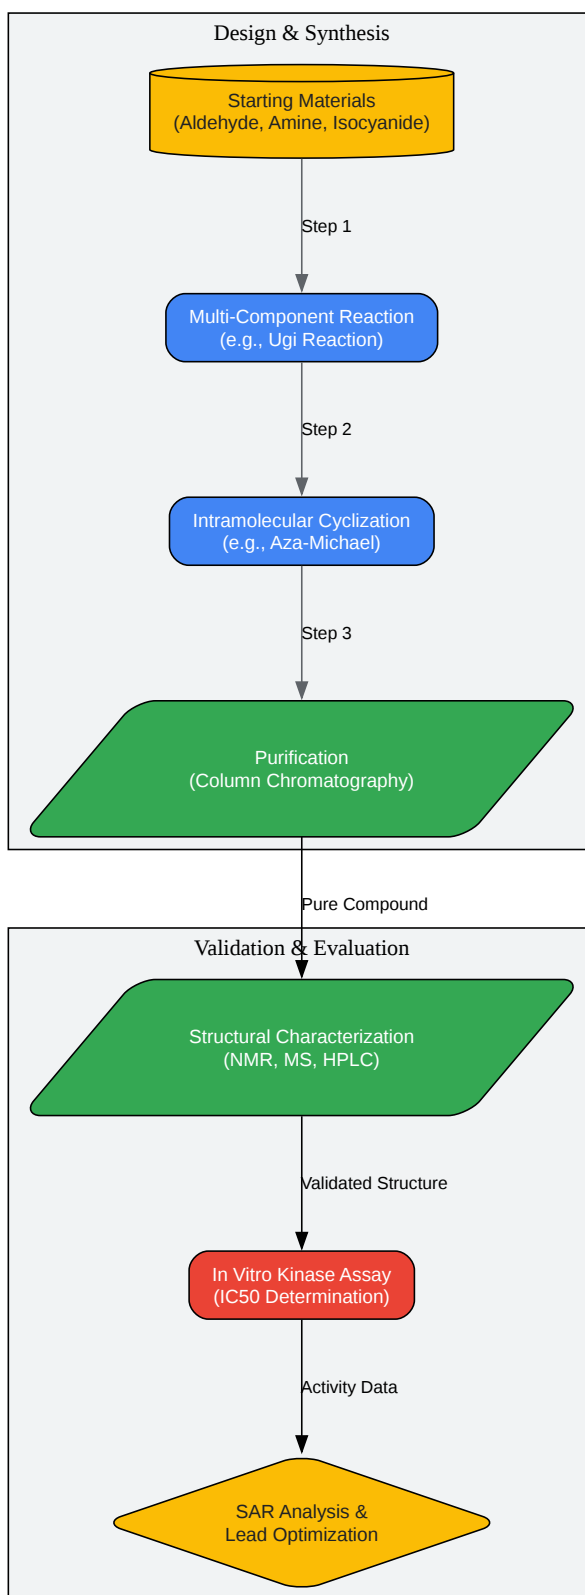 Design & Synthesis
Starting Materials
(Aldehyde, Amine, Isocyanide)
Step 1
Multi-Component Reaction
(e.g., Ugi Reaction)
Step 2
Intramolecular Cyclization
(e.g., Aza-Michael)
Step 3
Purification
(Column Chromatography)
Pure Compound
Validation & Evaluation
Structural Characterization
(NMR, MS, HPLC)
Validated Structure
In Vitro Kinase Assay
(IC50 Determination)
Activity Data
SAR Analysis &
Lead Optimization